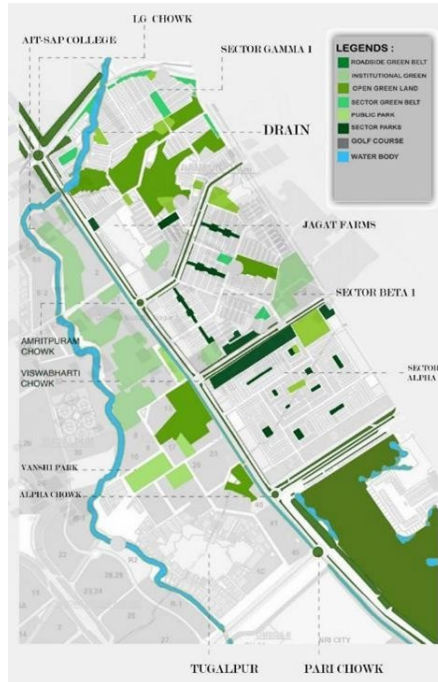 LG CHOWK
AIT-SAP COLLEGE
SECTOR GAMMA 1
LEGENDS :
ROADSIDE GREEN BELT
INSTITUTIONAL GREEN
OPEN GREEN LAND
SECTOR GREEN BELT
PUBLIC PARK
SECTOR PARKS
GOLF COURSE
WATER BODY
DRAIN
JAGAT FARMS
SECTOR BETA 1
AMRITPURAM
CHOWK
VISWABHARTI
CHOWK
SECTOR
ALPHA
VANSHI PARK
ALPHA CHOWK
TUGALPUR
PARI CHOWK
NRI CITY